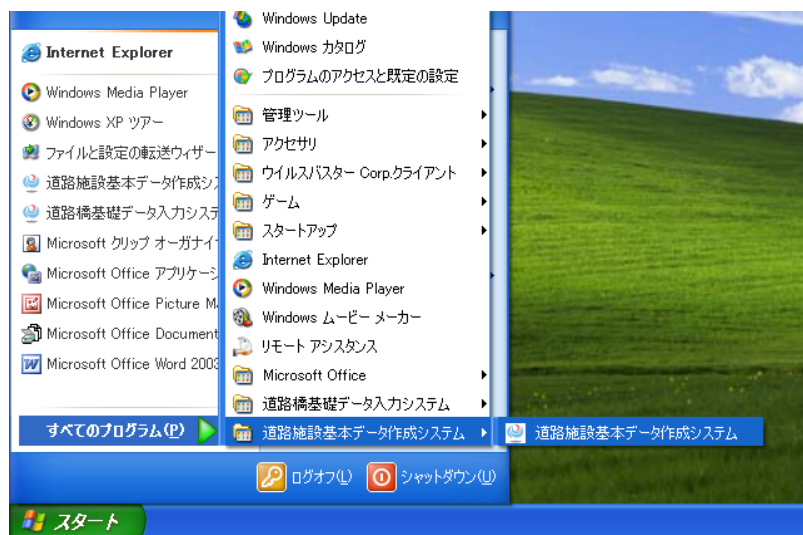 Internet Explorer
Windows Media Player
Windows XP ツアー
ファイルと設定の転送ウィザー
道路施設基本データ作成シ
道路橋基礎データ入力システ
Microsoft クリップ オーガナイ
Microsoft Office アプリケーシ
Microsoft Office Picture M
Microsoft Office Document
Microsoft Office Word 2003
すべてのプログラム(P)
Windows Update
Windows カタログ
プログラムのアクセスと既定の設定
管理ツール
アクセサリ
ウイルスバスター Corp.クライアント
ゲーム
スタートアップ
Internet Explorer
Windows Media Player
Windows ムービー メーカー
リモート アシスタンス
Microsoft Office
道路橋基礎データ入力システム
道路施設基本データ作成システム
道路施設基本データ作成システム
ログオフ(L)
シャットダウン(U)
スタート